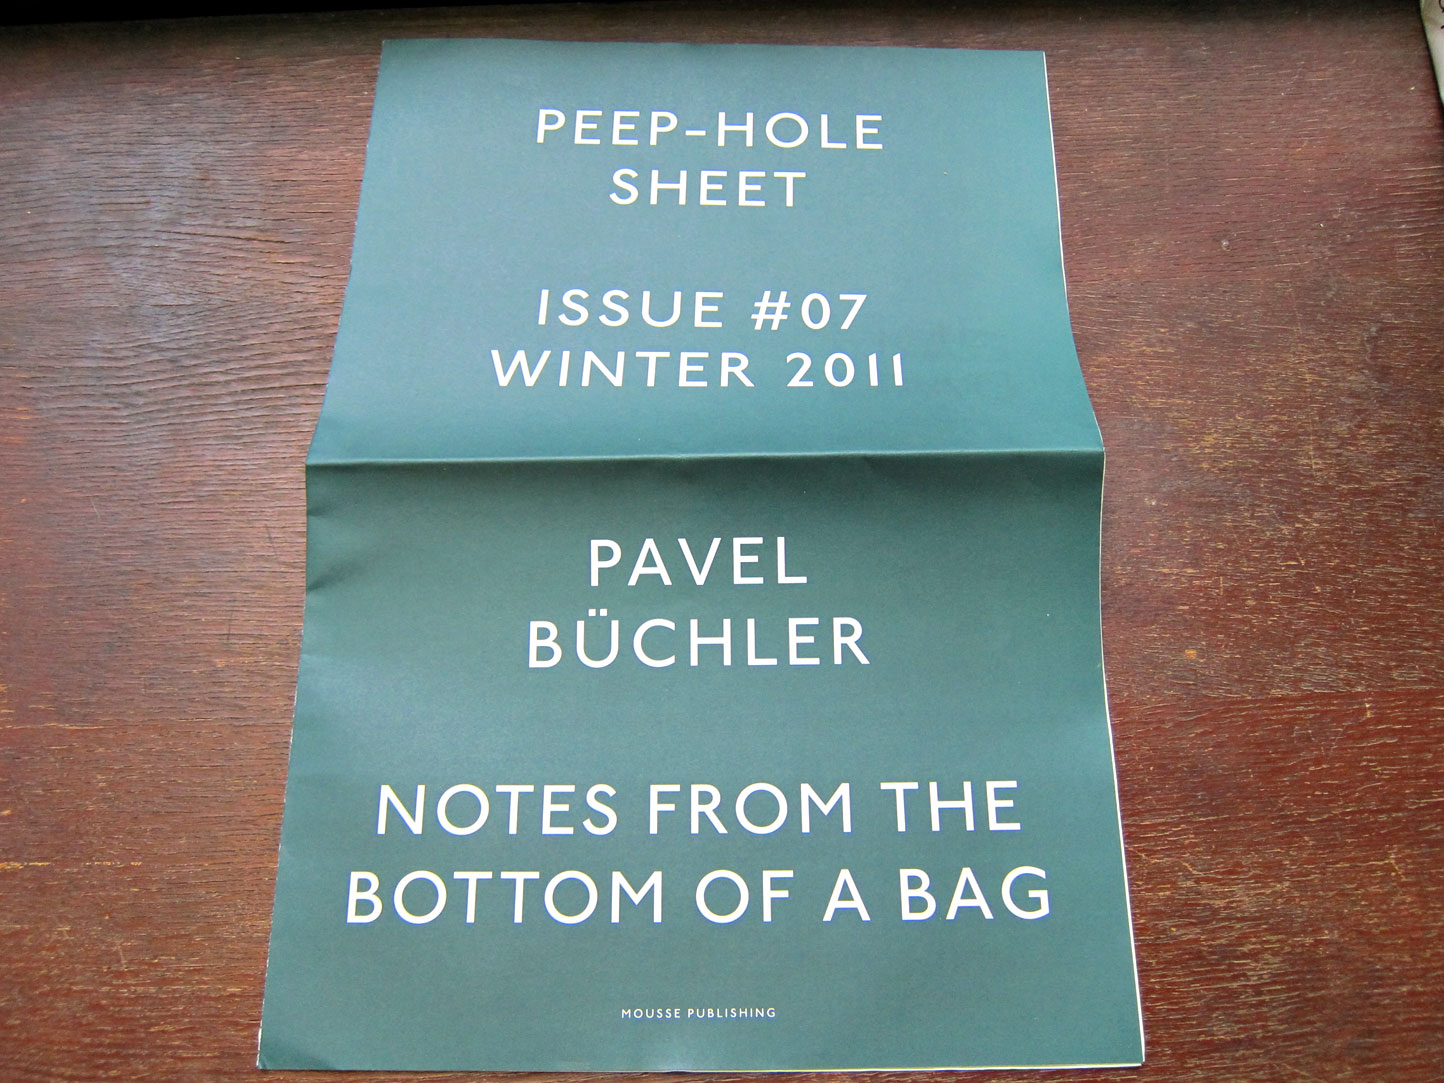 PEEP-HOLE
SHEET
ISSUE #07
WINTER 2011
PAVEL
BÜCHLER
NOTES FROM THE
BOTTOM OF A BAG
MOUSSE PUBLISHING